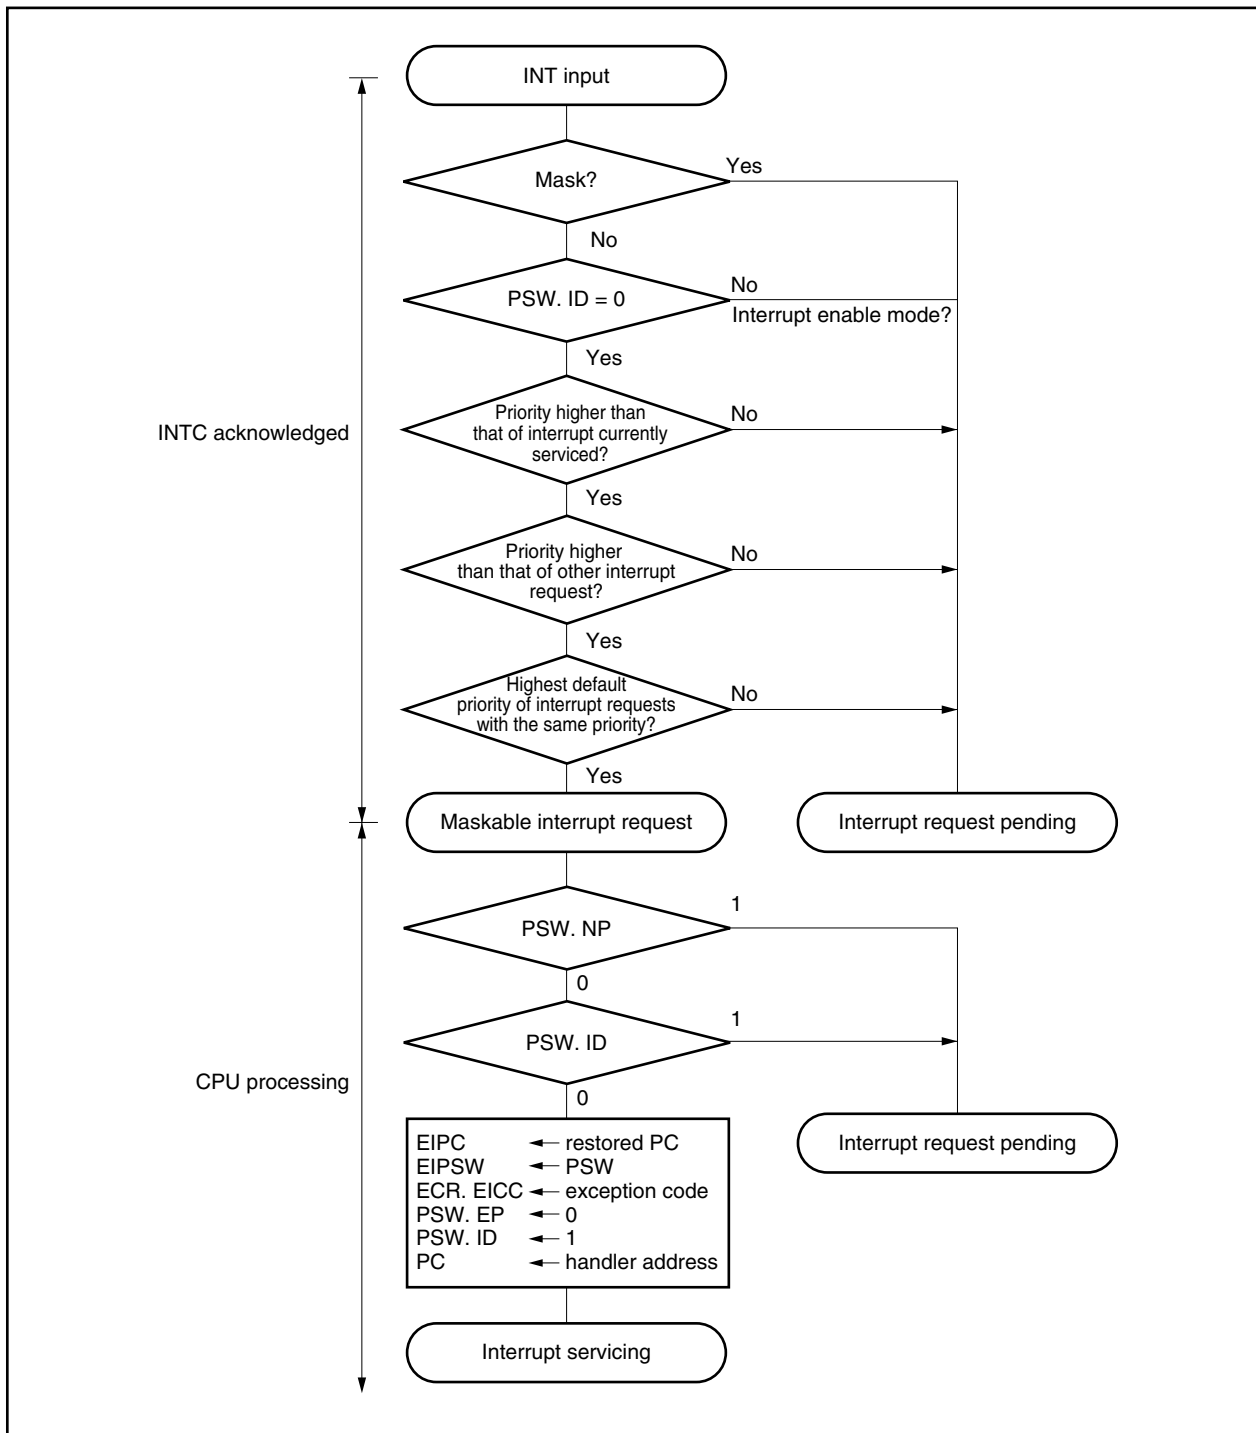 INT input
Mask?
Yes
No
PSW. ID = 0
No
Interrupt enable mode?
Yes
Priority higher than
that of interrupt currently
serviced?
No
INTC acknowledged
Yes
Priority higher
than that of other interrupt
request?
No
Yes
Highest default
priority of interrupt requests
with the same priority?
No
Yes
Maskable interrupt request
Interrupt request pending
PSW. NP
1
0
PSW. ID
1
CPU processing
0
EIPC ← restored PC
EIPSW ← PSW
ECR. EICC ← exception code
PSW. EP ← 0
PSW. ID ← 1
PC ← handler address
Interrupt request pending
Interrupt servicing